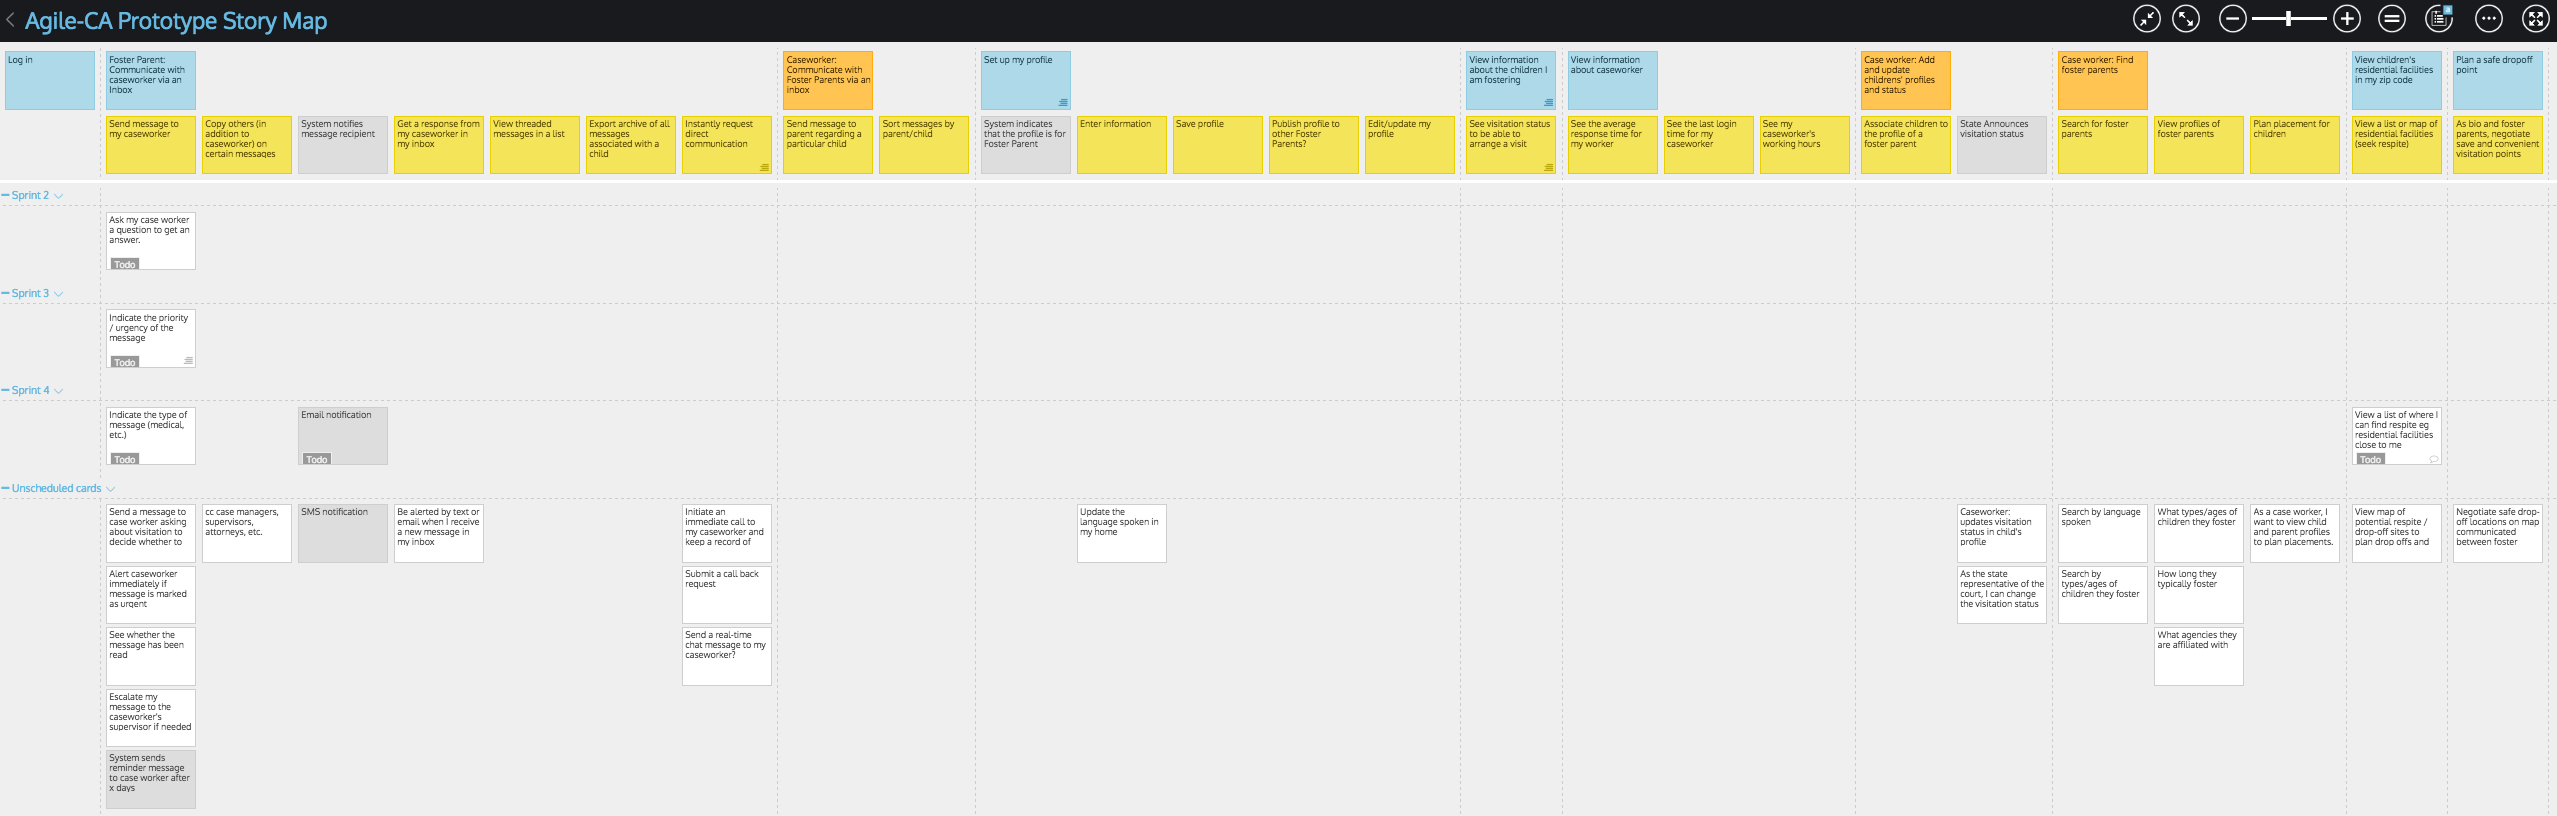 Agile-CA Prototype Story Map
Log in
Foster Parent:
Communicate with
caseworker via an
Inbox
Caseworker:
Communicate with
Foster Parents via an
inbox
Set up my profile
View information
about the children I
am fostering
View information
about caseworker
Case worker: Add
and update
childrens' profiles
and status
Case worker: Find
foster parents
View children's
residential facilities
in my zip code
Plan a safe dropoff
point
Send message to
my caseworker
Copy others (in
addition to
caseworker) on
certain messages
System notifies
message recipient
Get a response from
my caseworker in
my inbox
View threaded
messages in a list
Export archive of all
messages
associated with a
child
Instantly request
direct
communication
Send message to
parent regarding a
particular child
Sort messages by
parent/child
System indicates
that the profile is for
Foster Parent
Enter information
Save profile
Publish profile to
other Foster
Parents?
Edit/update my
profile
See visitation status
to be able to
arrange a visit
See the average
response time for
my worker
See the last login
time for my
caseworker
See my
caseworker's
working hours
Associate children to
the profile of a
foster parent
State Announces
visitation status
Search for foster
parents
View profiles of
foster parents
Plan placement for
children
View a list or map of
residential facilities
(seek respite)
As bio and foster
parents, negotiate
save and convenient
visitation points
Sprint 2
Ask my case worker
a question to get an
answer.
Todo
Sprint 3
Indicate the priority
/ urgency of the
message
Todo
Sprint 4
Indicate the type of
message (medical,
etc.)
Todo
Email notification
Todo
View a list of where I
can find respite eg
residential facilities
close to me
Todo
Unscheduled cards
Send a message to
case worker asking
about visitation to
decide whether to
cc case managers,
supervisors,
attorneys, etc.
SMS notification
Be alerted by text or
email when I receive
a new message in
my inbox
Initiate an
immediate call to
my caseworker and
keep a record of
Update the
language spoken in
my home
Caseworker:
updates visitation
status in child's
profile
Search by language
spoken
What types/ages of
children they foster
As a case worker, I
want to view child
and parent profiles
to plan placements.
View map of
potential respite /
drop-off sites to
plan drop offs and
Negotiate safe drop-
off locations on map
communicated
between foster
Alert caseworker
immediately if
message is marked
as urgent
Submit a call back
request
As the state
representative of the
court, I can change
the visitation status
Search by
types/ages of
children they foster
How long they
typically foster
See whether the
message has been
read
Send a real-time
chat message to my
caseworker?
What agencies they
are affiliated with
Escalate my
message to the
caseworker's
supervisor if needed
System sends
reminder message
to case worker after
x days